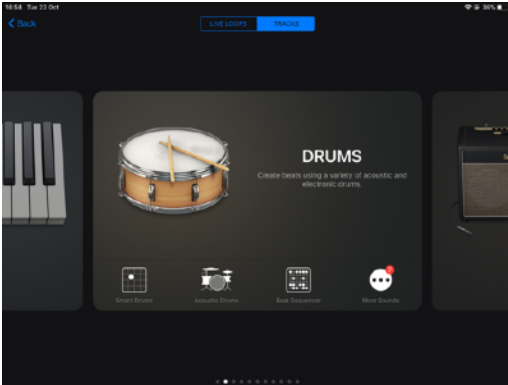 14:54 Tue 23 Oct
36%
Back
LIVE LOOPS
TRACKS
DRUMS
Create beats using a variety of acoustic and
electronic drums.
Smart Drums
Acoustic Drums
Beat Sequencer
More Sounds